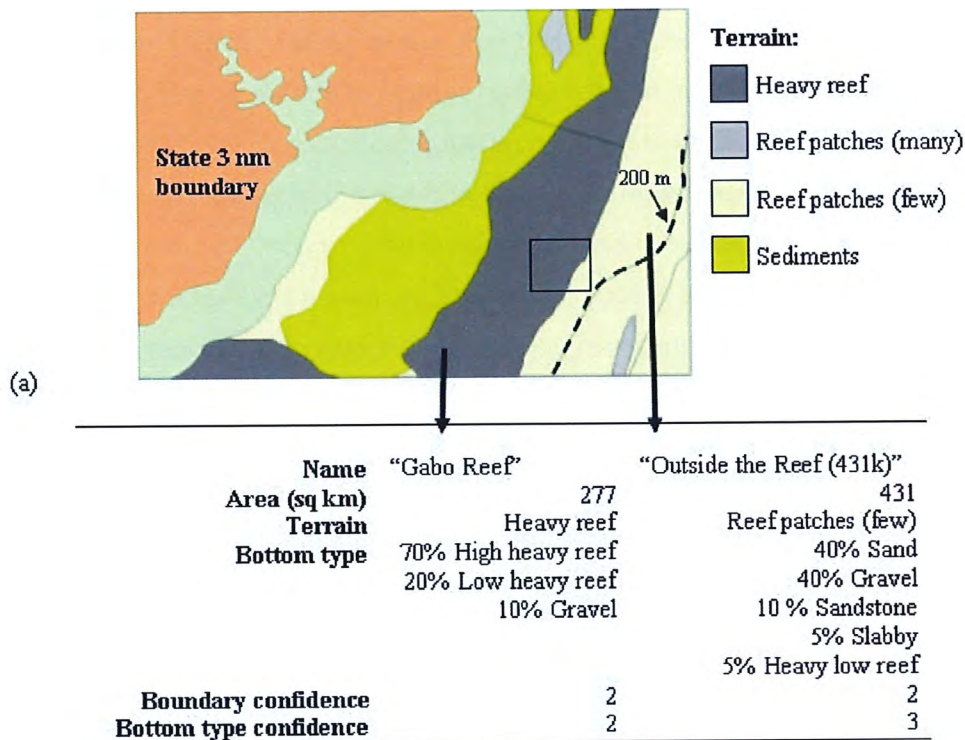 Terrain:
Heavy reef
Reef patches (many)
Reef patches (few)
Sediments
State 3 nm
boundary
200 m
(a)
Name "Gabo Reef" "Outside the Reef (431k)"
Area (sq km) 277 431
Terrain Heavy reef Reef patches (few)
Bottom type 70% High heavy reef 40% Sand
20% Low heavy reef 40% Gravel
10% Gravel 10 % Sandstone
5% Slabby
5% Heavy low reef
Boundary confidence 2 2
Bottom type confidence 2 3